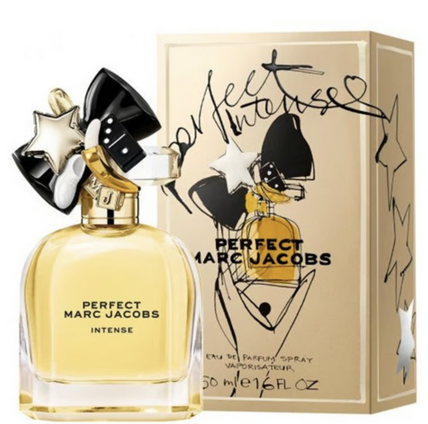 PERFECT
MARC JACOBS
INTENSE
perfect
intense
PERFECT
MARC JACOBS
EAU DE PARFUM SPRAY
VAPORISATEUR
50 ml e 1.6 FL OZ